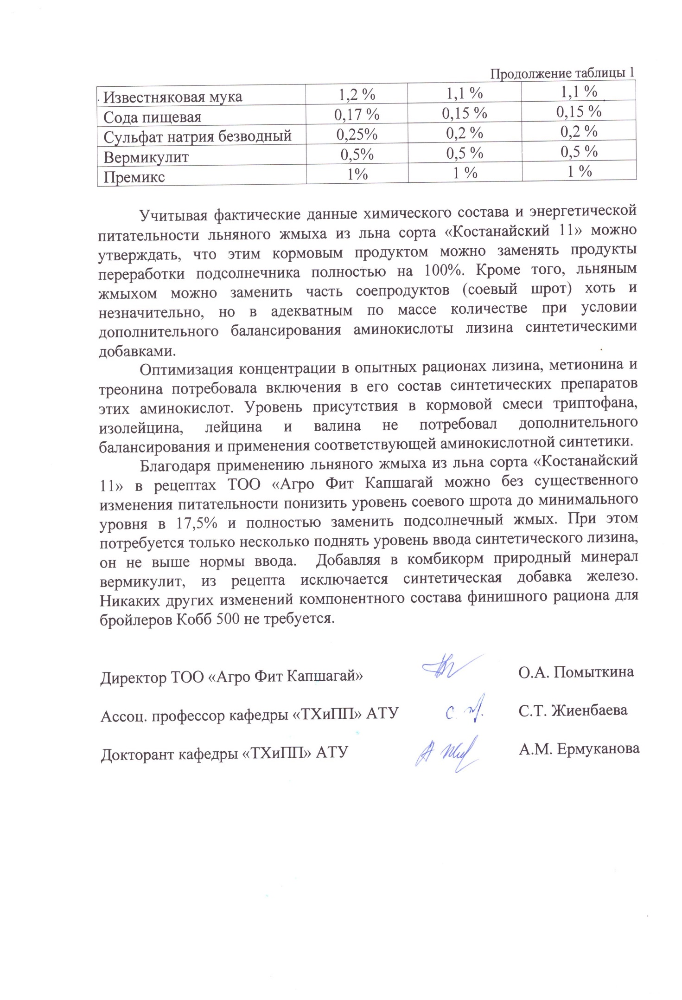 Продолжение таблицы 1
Известняковая мука 1,2 % 1,1 % 1,1 %
Сода пищевая 0,17 % 0,15 % 0,15 %
Сульфат натрия безводный 0,25% 0,2 % 0,2 %
Вермикулит 0,5% 0,5 % 0,5 %
Премикс 1% 1 % 1 %
Учитывая фактические данные химического состава и энергетической
питательности льняного жмыха из льна сорта «Костанайский 11» можно
утверждать, что этим кормовым продуктом можно заменять продукты
переработки подсолнечника полностью на 100%. Кроме того, льняным
жмыхом можно заменить часть соепродуктов (соевый шрот) хоть и
незначительно, но в адекватным по массе количестве при условии
дополнительного балансирования аминокислоты лизина синтетическими
добавками.
Оптимизация концентрации в опытных рационах лизина, метионина и
треонина потребовала включения в его состав синтетических препаратов
этих аминокислот. Уровень присутствия в кормовой смеси триптофана,
изолейцина, лейцина и валина не потребовал дополнительного
балансирования и применения соответствующей аминокислотной синтетики.
Благодаря применению льняного жмыха из льна сорта «Костанайский
11» в рецептах ТОО «Агро Фит Капшагай можно без существенного
изменения питательности понизить уровень соевого шрота до минимального
уровня в 17,5% и полностью заменить подсолнечный жмых. При этом
потребуется только несколько поднять уровень ввода синтетического лизина,
он не выше нормы ввода. Добавляя в комбикорм природный минерал
вермикулит, из рецепта исключается синтетическая добавка железо.
Никаких других изменений компонентного состава финишного рациона для
бройлеров Кобб 500 не требуется.
Директор ТОО «Агро Фит Капшагай» О.А. Помыткина
Ассоц. профессор кафедры «ТХиПП» АТУ С.Т. Жиенбаева
Докторант кафедры «ТХиПП» АТУ А.М. Ермуканова